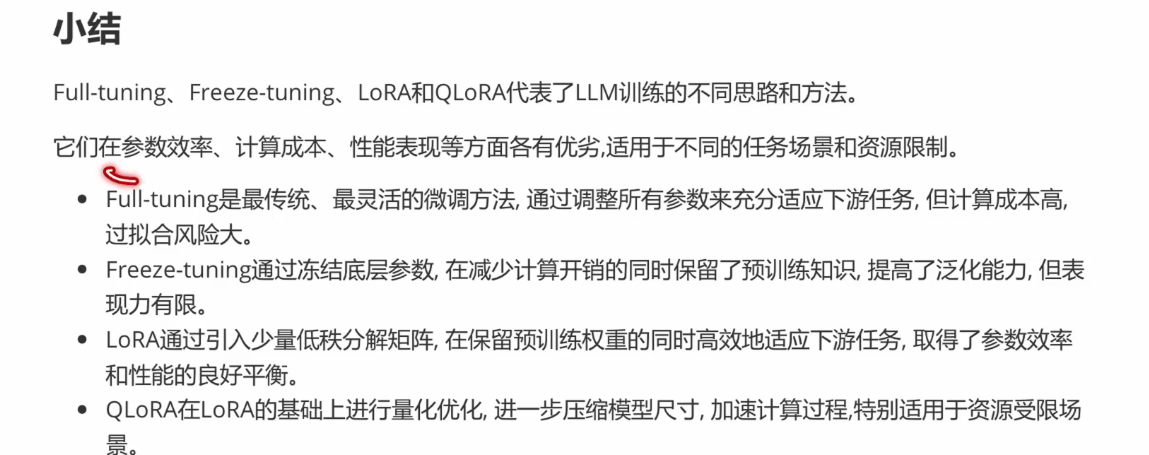 小结
Full-tuning、Freeze-tuning、LoRA和QLoRA代表了LLM训练的不同思路和方法。
它们在参数效率、计算成本、性能表现等方面各有优劣,适用于不同的任务场景和资源限制。
• Full-tuning是最传统、最灵活的微调方法, 通过调整所有参数来充分适应下游任务, 但计算成本高,
过拟合风险大。
• Freeze-tuning通过冻结底层参数, 在减少计算开销的同时保留了预训练知识, 提高了泛化能力, 但表
现力有限。
• LoRA通过引入少量低秩分解矩阵, 在保留预训练权重的同时高效地适应下游任务, 取得了参数效率
和性能的良好平衡。
• QLoRA在LoRA的基础上进行量化优化, 进一步压缩模型尺寸, 加速计算过程,特别适用于资源受限场
景。